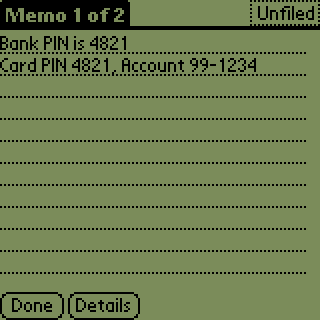 Memo 1 of 2
Unfiled
Bank PIN is 4821
Card PIN 4821, Account 99-1234
Done
Details